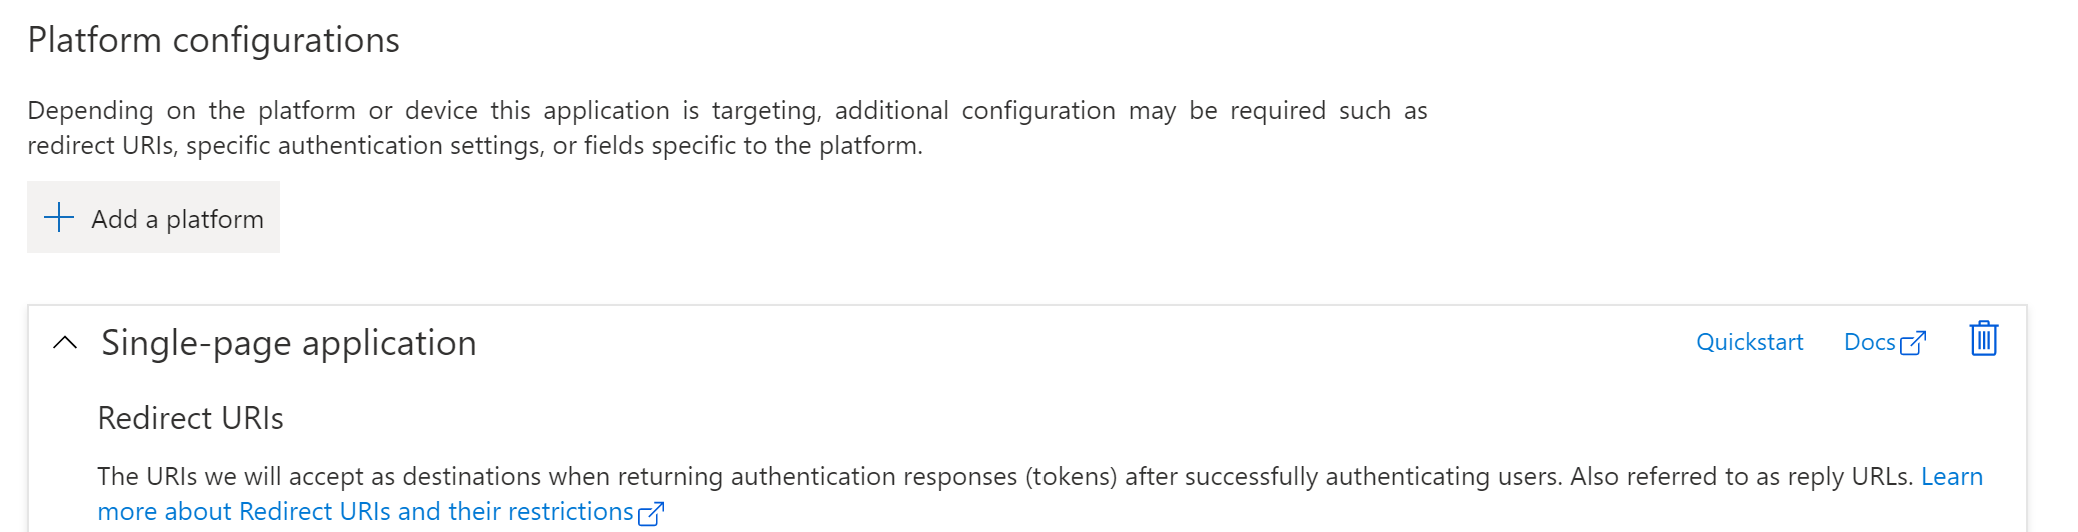 Platform configurations
Depending on the platform or device this application is targeting, additional configuration may be required such as
redirect URIs, specific authentication settings, or fields specific to the platform.
Add a platform
Single-page application
Quickstart
Docs
Redirect URIs
The URIs we will accept as destinations when returning authentication responses (tokens) after successfully authenticating users. Also referred to as reply URLs. Learn
more about Redirect URIs and their restrictions